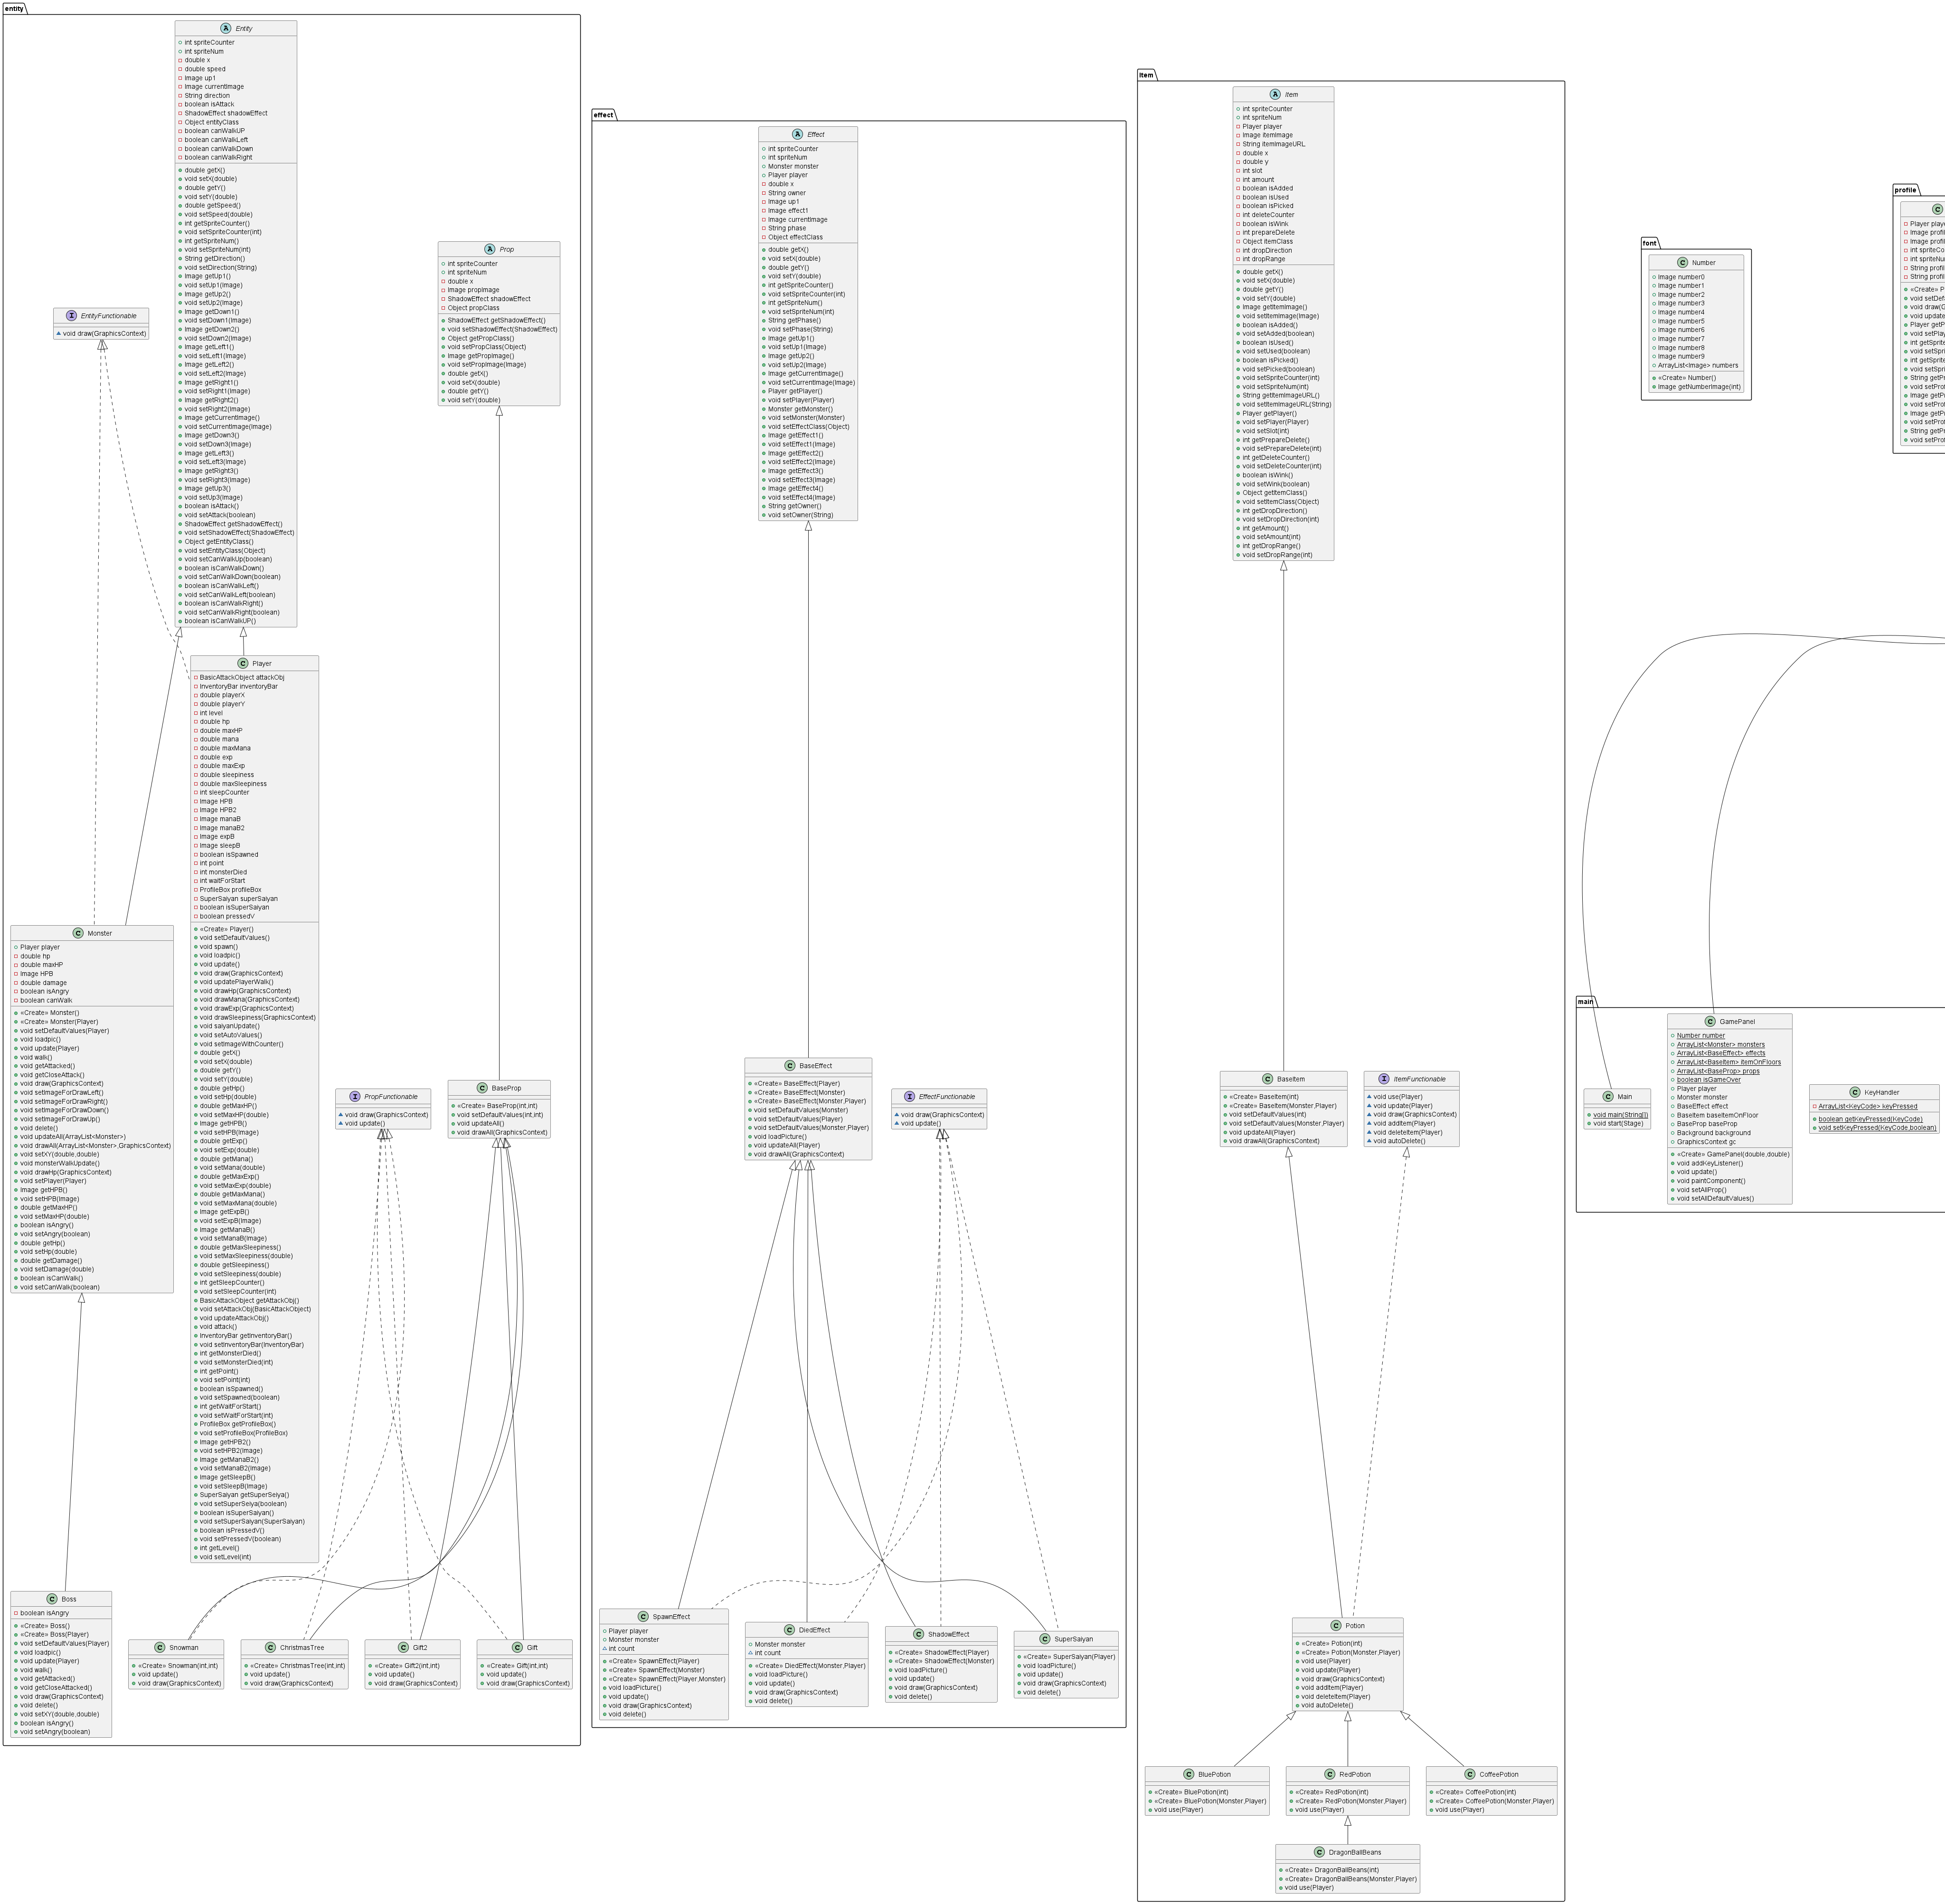 entity
Entity
int spriteCounter
int spriteNum
double x
double speed
Image up1
Image currentImage
String direction
boolean isAttack
ShadowEffect shadowEffect
Object entityClass
boolean canWalkUP
boolean canWalkLeft
boolean canWalkDown
boolean canWalkRight
double getX()
void setX(double)
double getY()
void setY(double)
double getSpeed()
void setSpeed(double)
int getSpriteCounter()
void setSpriteCounter(int)
int getSpriteNum()
void setSpriteNum(int)
String getDirection()
void setDirection(String)
Image getUp1()
void setUp1(Image)
Image getUp2()
void setUp2(Image)
Image getDown1()
void setDown1(Image)
Image getDown2()
void setDown2(Image)
Image getLeft1()
void setLeft1(Image)
Image getLeft2()
void setLeft2(Image)
Image getRight1()
void setRight1(Image)
Image getRight2()
void setRight2(Image)
Image getCurrentImage()
void setCurrentImage(Image)
Image getDown3()
void setDown3(Image)
Image getLeft3()
void setLeft3(Image)
Image getRight3()
void setRight3(Image)
Image getUp3()
void setUp3(Image)
boolean isAttack()
void setAttack(boolean)
ShadowEffect getShadowEffect()
void setShadowEffect(ShadowEffect)
Object getEntityClass()
void setEntityClass(Object)
void setCanWalkUp(boolean)
boolean isCanWalkDown()
void setCanWalkDown(boolean)
boolean isCanWalkLeft()
void setCanWalkLeft(boolean)
boolean isCanWalkRight()
void setCanWalkRight(boolean)
boolean isCanWalkUP()
EntityFunctionable
void draw(GraphicsContext)
Prop
int spriteCounter
int spriteNum
double x
Image propImage
ShadowEffect shadowEffect
Object propClass
ShadowEffect getShadowEffect()
void setShadowEffect(ShadowEffect)
Object getPropClass()
void setPropClass(Object)
Image getPropImage()
void setPropImage(Image)
double getX()
void setX(double)
double getY()
void setY(double)
Player
BasicAttackObject attackObj
InventoryBar inventoryBar
double playerX
double playerY
int level
double hp
double maxHP
double mana
double maxMana
double exp
double maxExp
double sleepiness
double maxSleepiness
int sleepCounter
Image HPB
Image HPB2
Image manaB
Image manaB2
Image expB
Image sleepB
boolean isSpawned
int point
int monsterDied
int waitForStart
ProfileBox profileBox
SuperSaiyan superSaiyan
boolean isSuperSaiyan
boolean pressedV
«Create» Player()
void setDefaultValues()
void spawn()
void loadpic()
void update()
void draw(GraphicsContext)
void updatePlayerWalk()
void drawHp(GraphicsContext)
void drawMana(GraphicsContext)
void drawExp(GraphicsContext)
void drawSleepiness(GraphicsContext)
void saiyanUpdate()
void setAutoValues()
void setImageWithCounter()
double getX()
void setX(double)
double getY()
void setY(double)
double getHp()
void setHp(double)
double getMaxHP()
void setMaxHP(double)
Image getHPB()
void setHPB(Image)
double getExp()
void setExp(double)
double getMana()
void setMana(double)
double getMaxExp()
void setMaxExp(double)
double getMaxMana()
void setMaxMana(double)
Image getExpB()
void setExpB(Image)
Image getManaB()
void setManaB(Image)
double getMaxSleepiness()
void setMaxSleepiness(double)
double getSleepiness()
void setSleepiness(double)
int getSleepCounter()
void setSleepCounter(int)
BasicAttackObject getAttackObj()
void setAttackObj(BasicAttackObject)
void updateAttackObj()
void attack()
InventoryBar getInventoryBar()
void setInventoryBar(InventoryBar)
int getMonsterDied()
void setMonsterDied(int)
int getPoint()
void setPoint(int)
boolean isSpawned()
void setSpawned(boolean)
int getWaitForStart()
void setWaitForStart(int)
ProfileBox getProfileBox()
void setProfileBox(ProfileBox)
Image getHPB2()
void setHPB2(Image)
Image getManaB2()
void setManaB2(Image)
Image getSleepB()
void setSleepB(Image)
SuperSaiyan getSuperSeiya()
void setSuperSeiya(boolean)
boolean isSuperSaiyan()
void setSuperSaiyan(SuperSaiyan)
boolean isPressedV()
void setPressedV(boolean)
int getLevel()
void setLevel(int)
Monster
Player player
double hp
double maxHP
Image HPB
double damage
boolean isAngry
boolean canWalk
«Create» Monster()
«Create» Monster(Player)
void setDefaultValues(Player)
void loadpic()
void update(Player)
void walk()
void getAttacked()
void getCloseAttack()
void draw(GraphicsContext)
void setImageForDrawLeft()
void setImageForDrawRight()
void setImageForDrawDown()
void setImageForDrawUp()
void delete()
void updateAll(ArrayList<Monster>)
void drawAll(ArrayList<Monster>,GraphicsContext)
void setXY(double,double)
void monsterWalkUpdate()
void drawHp(GraphicsContext)
void setPlayer(Player)
Image getHPB()
void setHPB(Image)
double getMaxHP()
void setMaxHP(double)
boolean isAngry()
void setAngry(boolean)
double getHp()
void setHp(double)
double getDamage()
void setDamage(double)
boolean isCanWalk()
void setCanWalk(boolean)
PropFunctionable
void draw(GraphicsContext)
void update()
BaseProp
«Create» BaseProp(int,int)
void setDefaultValues(int,int)
void updateAll()
void drawAll(GraphicsContext)
Boss
boolean isAngry
«Create» Boss()
«Create» Boss(Player)
void setDefaultValues(Player)
void loadpic()
void update(Player)
void walk()
void getAttacked()
void getCloseAttacked()
void draw(GraphicsContext)
void delete()
void setXY(double,double)
boolean isAngry()
void setAngry(boolean)
Snowman
«Create» Snowman(int,int)
void update()
void draw(GraphicsContext)
ChristmasTree
«Create» ChristmasTree(int,int)
void update()
void draw(GraphicsContext)
Gift2
«Create» Gift2(int,int)
void update()
void draw(GraphicsContext)
Gift
«Create» Gift(int,int)
void update()
void draw(GraphicsContext)
effect
Effect
int spriteCounter
int spriteNum
Monster monster
Player player
double x
String owner
Image up1
Image effect1
Image currentImage
String phase
Object effectClass
double getX()
void setX(double)
double getY()
void setY(double)
int getSpriteCounter()
void setSpriteCounter(int)
int getSpriteNum()
void setSpriteNum(int)
String getPhase()
void setPhase(String)
Image getUp1()
void setUp1(Image)
Image getUp2()
void setUp2(Image)
Image getCurrentImage()
void setCurrentImage(Image)
Player getPlayer()
void setPlayer(Player)
Monster getMonster()
void setMonster(Monster)
void setEffectClass(Object)
Image getEffect1()
void setEffect1(Image)
Image getEffect2()
void setEffect2(Image)
Image getEffect3()
void setEffect3(Image)
Image getEffect4()
void setEffect4(Image)
String getOwner()
void setOwner(String)
BaseEffect
«Create» BaseEffect(Player)
«Create» BaseEffect(Monster)
«Create» BaseEffect(Monster,Player)
void setDefaultValues(Monster)
void setDefaultValues(Player)
void setDefaultValues(Monster,Player)
void loadPicture()
void updateAll(Player)
void drawAll(GraphicsContext)
EffectFunctionable
void draw(GraphicsContext)
void update()
SpawnEffect
Player player
Monster monster
int count
«Create» SpawnEffect(Player)
«Create» SpawnEffect(Monster)
«Create» SpawnEffect(Player,Monster)
void loadPicture()
void update()
void draw(GraphicsContext)
void delete()
DiedEffect
Monster monster
int count
«Create» DiedEffect(Monster,Player)
void loadPicture()
void update()
void draw(GraphicsContext)
void delete()
ShadowEffect
«Create» ShadowEffect(Player)
«Create» ShadowEffect(Monster)
void loadPicture()
void update()
void draw(GraphicsContext)
void delete()
SuperSaiyan
«Create» SuperSaiyan(Player)
void loadPicture()
void update()
void draw(GraphicsContext)
void delete()
Item
Item
int spriteCounter
int spriteNum
Player player
Image itemImage
String itemImageURL
double x
double y
int slot
int amount
boolean isAdded
boolean isUsed
boolean isPicked
int deleteCounter
boolean isWink
int prepareDelete
Object itemClass
int dropDirection
int dropRange
double getX()
void setX(double)
double getY()
void setY(double)
Image getItemImage()
void setItemImage(Image)
boolean isAdded()
void setAdded(boolean)
boolean isUsed()
void setUsed(boolean)
boolean isPicked()
void setPicked(boolean)
void setSpriteCounter(int)
void setSpriteNum(int)
String getItemImageURL()
void setItemImageURL(String)
Player getPlayer()
void setPlayer(Player)
void setSlot(int)
int getPrepareDelete()
void setPrepareDelete(int)
int getDeleteCounter()
void setDeleteCounter(int)
boolean isWink()
void setWink(boolean)
Object getItemClass()
void setItemClass(Object)
int getDropDirection()
void setDropDirection(int)
int getAmount()
void setAmount(int)
int getDropRange()
void setDropRange(int)
BaseItem
«Create» BaseItem(int)
«Create» BaseItem(Monster,Player)
void setDefaultValues(int)
void setDefaultValues(Monster,Player)
void updateAll(Player)
void drawAll(GraphicsContext)
ItemFunctionable
void use(Player)
void update(Player)
void draw(GraphicsContext)
void addItem(Player)
void deleteItem(Player)
void autoDelete()
Potion
«Create» Potion(int)
«Create» Potion(Monster,Player)
void use(Player)
void update(Player)
void draw(GraphicsContext)
void addItem(Player)
void deleteItem(Player)
void autoDelete()
BluePotion
«Create» BluePotion(int)
«Create» BluePotion(Monster,Player)
void use(Player)
RedPotion
«Create» RedPotion(int)
«Create» RedPotion(Monster,Player)
void use(Player)
CoffeePotion
«Create» CoffeePotion(int)
«Create» CoffeePotion(Monster,Player)
void use(Player)
DragonBallBeans
«Create» DragonBallBeans(int)
«Create» DragonBallBeans(Monster,Player)
void use(Player)
font
Number
Image number0
Image number1
Image number2
Image number3
Image number4
Image number5
Image number6
Image number7
Image number8
Image number9
ArrayList<Image> numbers
«Create» Number()
Image getNumberImage(int)
profile
Player playe
Image profil
Image profil
int spriteCo
int spriteNu
String profil
String profil
«Create» P
void setDef
void draw(G
void update
Player getP
void setPlay
int getSprite
void setSpri
int getSprite
void setSpri
String getPr
void setProf
Image getPr
void setProf
Image getPr
void setProf
String getPr
void setProf
main
Main
void main(String[])
void start(Stage)
GamePanel
Number number
ArrayList<Monster> monsters
ArrayList<BaseEffect> effects
ArrayList<BaseItem> itemOnFloors
ArrayList<BaseProp> props
boolean isGameOver
Player player
Monster monster
BaseEffect effect
BaseItem baseItemOnFloor
BaseProp baseProp
Background background
GraphicsContext gc
«Create» GamePanel(double,double)
void addKeyListener()
void update()
void paintComponent()
void setAllProp()
void setAllDefaultValues()
KeyHandler
ArrayList<KeyCode> keyPressed
boolean getKeyPressed(KeyCode)
void setKeyPressed(KeyCode,boolean)